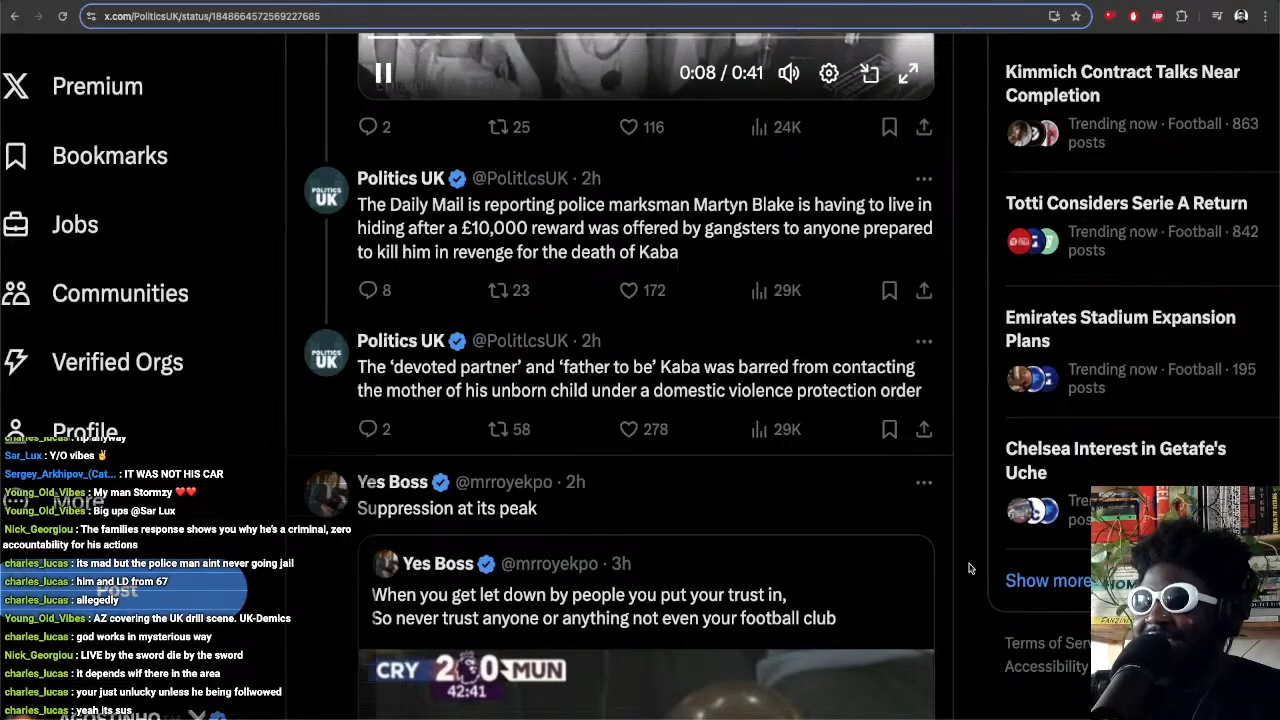 x.com/PoliticsUK/status/1848664572569227685
Premium
Bookmarks
Jobs
Communities
Verified Orgs
Profile
More
Post
0:08 / 0:41
2
25
116
24K
POLITICS
UK
Politics UK @PolitlcsUK · 2h
The Daily Mail is reporting police marksman Martyn Blake is having to live in
hiding after a £10,000 reward was offered by gangsters to anyone prepared
to kill him in revenge for the death of Kaba
8
23
172
29K
POLITICS
UK
Politics UK @PolitlcsUK · 2h
The ‘devoted partner’ and ‘father to be’ Kaba was barred from contacting
the mother of his unborn child under a domestic violence protection order
2
58
278
29K
Yes Boss @mrroyekpo · 2h
Suppression at its peak
Yes Boss @mrroyekpo · 3h
When you get let down by people you put your trust in,
So never trust anyone or anything not even your football club
CRY 2 0 MUN
42:41
Kimmich Contract Talks Near
Completion
Trending now · Football · 863
posts
Totti Considers Serie A Return
Trending now · Football · 842
posts
Emirates Stadium Expansion
Plans
Trending now · Football · 195
posts
Chelsea Interest in Getafe's
Uche
Show more
Terms of Serv
Accessibility
charles_lucas : rip anyway
Sar_Lux : Y/O vibes ✌
Sergey_Arkhipov_(Cat... : IT WAS NOT HIS CAR
Young_Old_Vibes : My man Stormzy ❤❤
Young_Old_Vibes : Big ups @Sar Lux
Nick_Georgiou : The families response shows you why he's a criminal, zero
accountability for his actions
charles_lucas : its mad but the police man aint never going jail
charles_lucas : him and LD from 67
charles_lucas : allegedly
Young_Old_Vibes : AZ covering the UK drill scene. UK-Demics
charles_lucas : god works in mysterious way
Nick_Georgiou : LIVE by the sword die by the sword
charles_lucas : it depends wif there in the area
charles_lucas : your just unlucky unless he being follwowed
charles_lucas : yeah its sus
AGOSTINHO